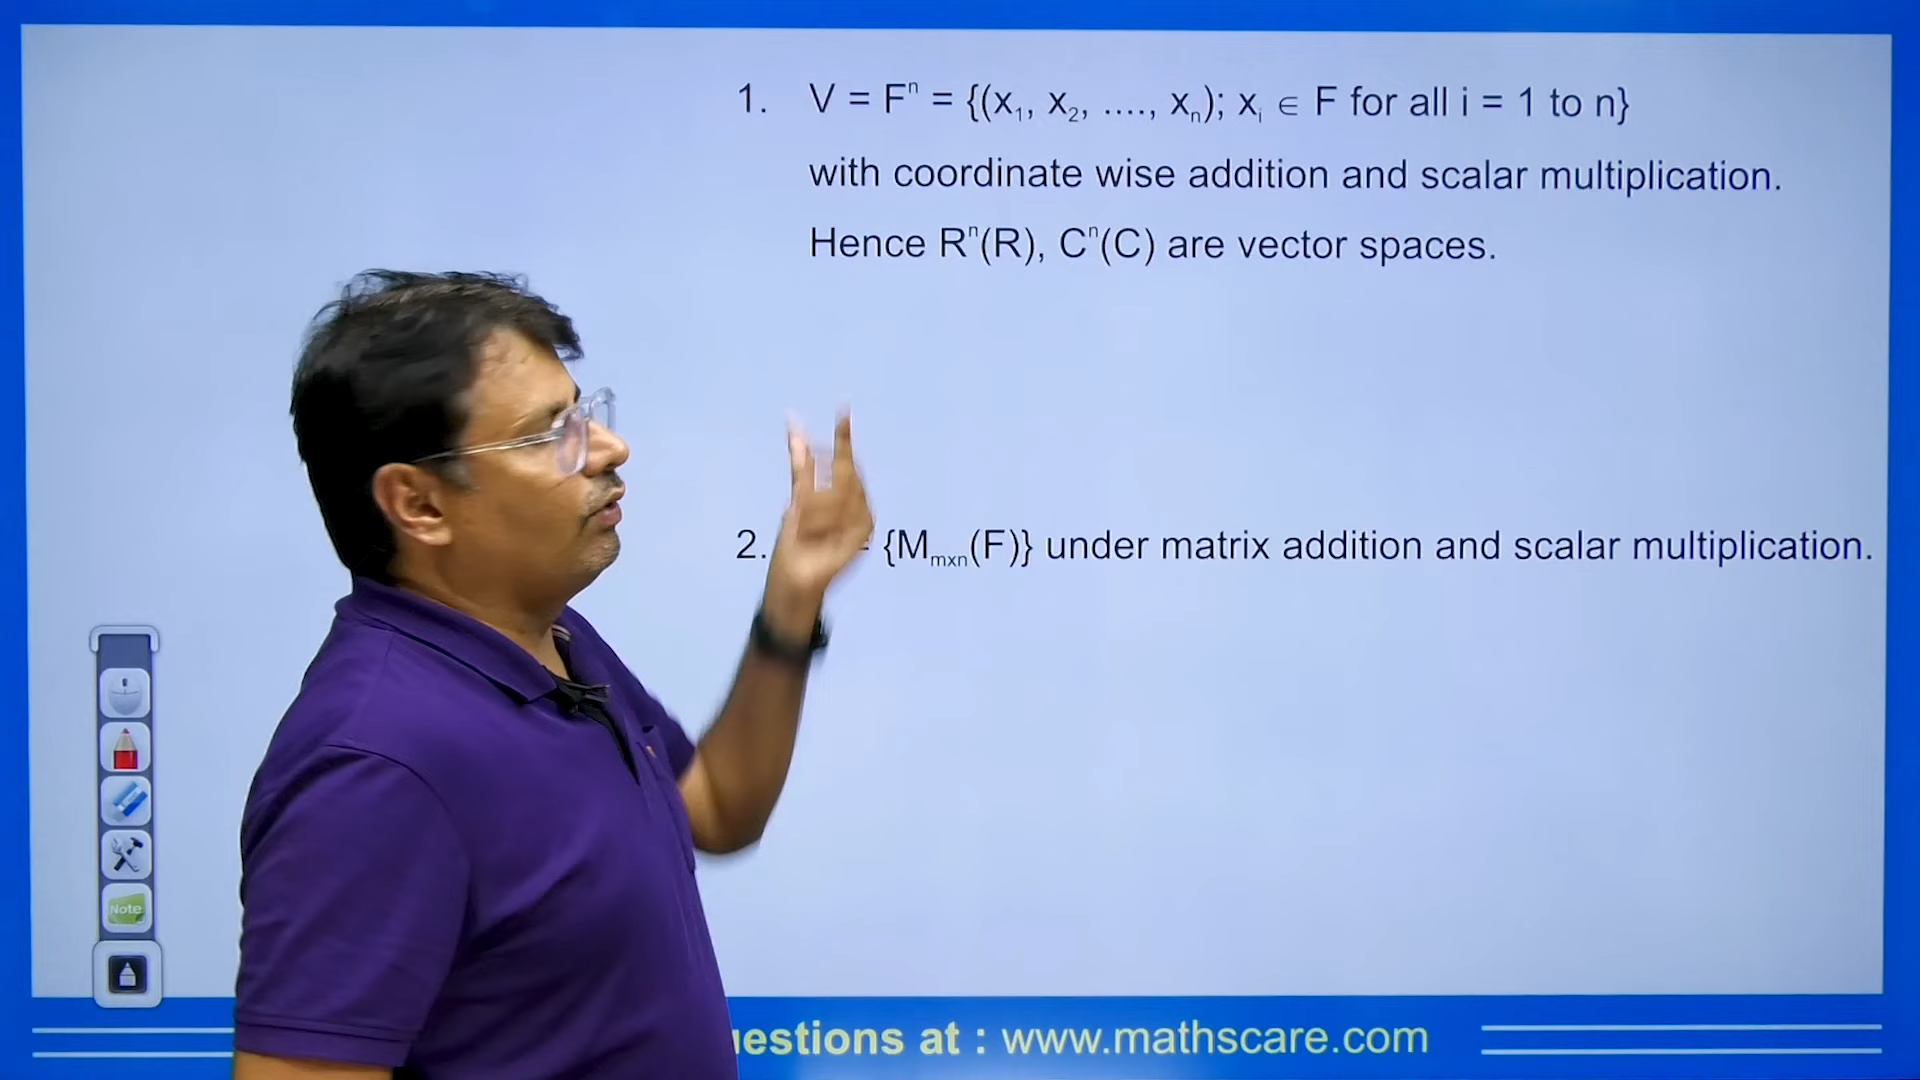 1. V = Fⁿ = {(x₁, x₂, ...., xₙ); xᵢ ∈ F for all i = 1 to n}
with coordinate wise addition and scalar multiplication.
Hence Rⁿ(R), Cⁿ(C) are vector spaces.
2. = {Mₘₓₙ(F)} under matrix addition and scalar multiplication.
Note
at : www.mathscare.com